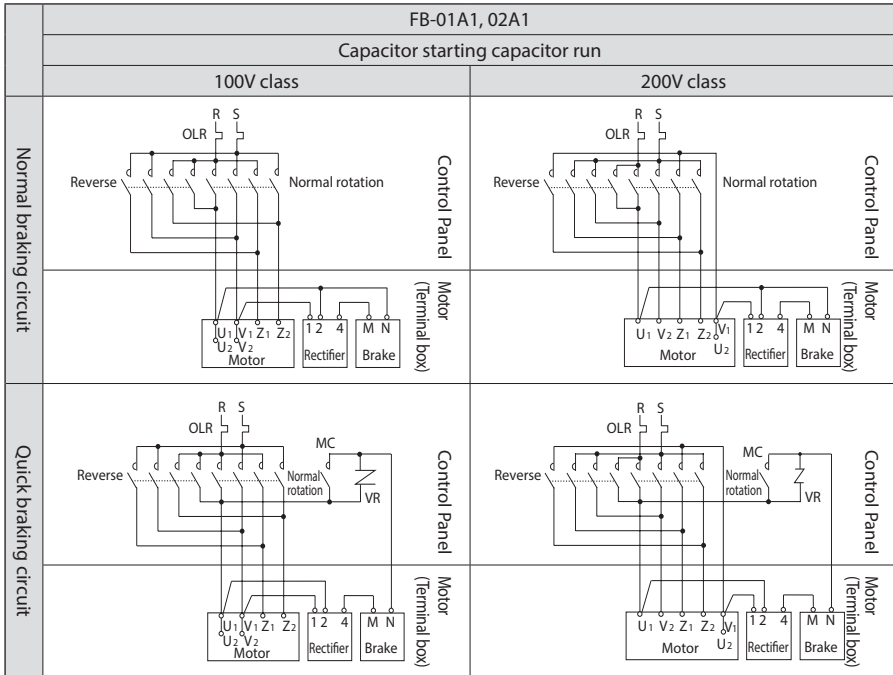 FB-01A1, 02A1
Capacitor starting capacitor run
100V class
200V class
Normal braking circuit
R S
OLR
Reverse
Normal rotation
Control Panel
U1 V1 Z1 Z2
U2 V2
Motor
1 2 4
Rectifier
M N
Brake
Motor
(Terminal box)
R S
OLR
Reverse
Normal rotation
Control Panel
U1 V2 Z1 Z2 V1
U2
Motor
1 2 4
Rectifier
M N
Brake
Motor
(Terminal box)
Quick braking circuit
R S
OLR
MC
Reverse
Normal
rotation
VR
Control Panel
U1 V1 Z1 Z2
U2 V2
Motor
1 2 4
Rectifier
M N
Brake
Motor
(Terminal box)
R S
OLR
MC
Reverse
Normal
rotation
VR
Control Panel
U1 V2 Z1 Z2 V1
U2
Motor
1 2 4
Rectifier
M N
Brake
Motor
(Terminal box)